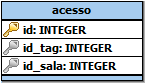 acesso
id: INTEGER
id_tag: INTEGER
id_sala: INTEGER